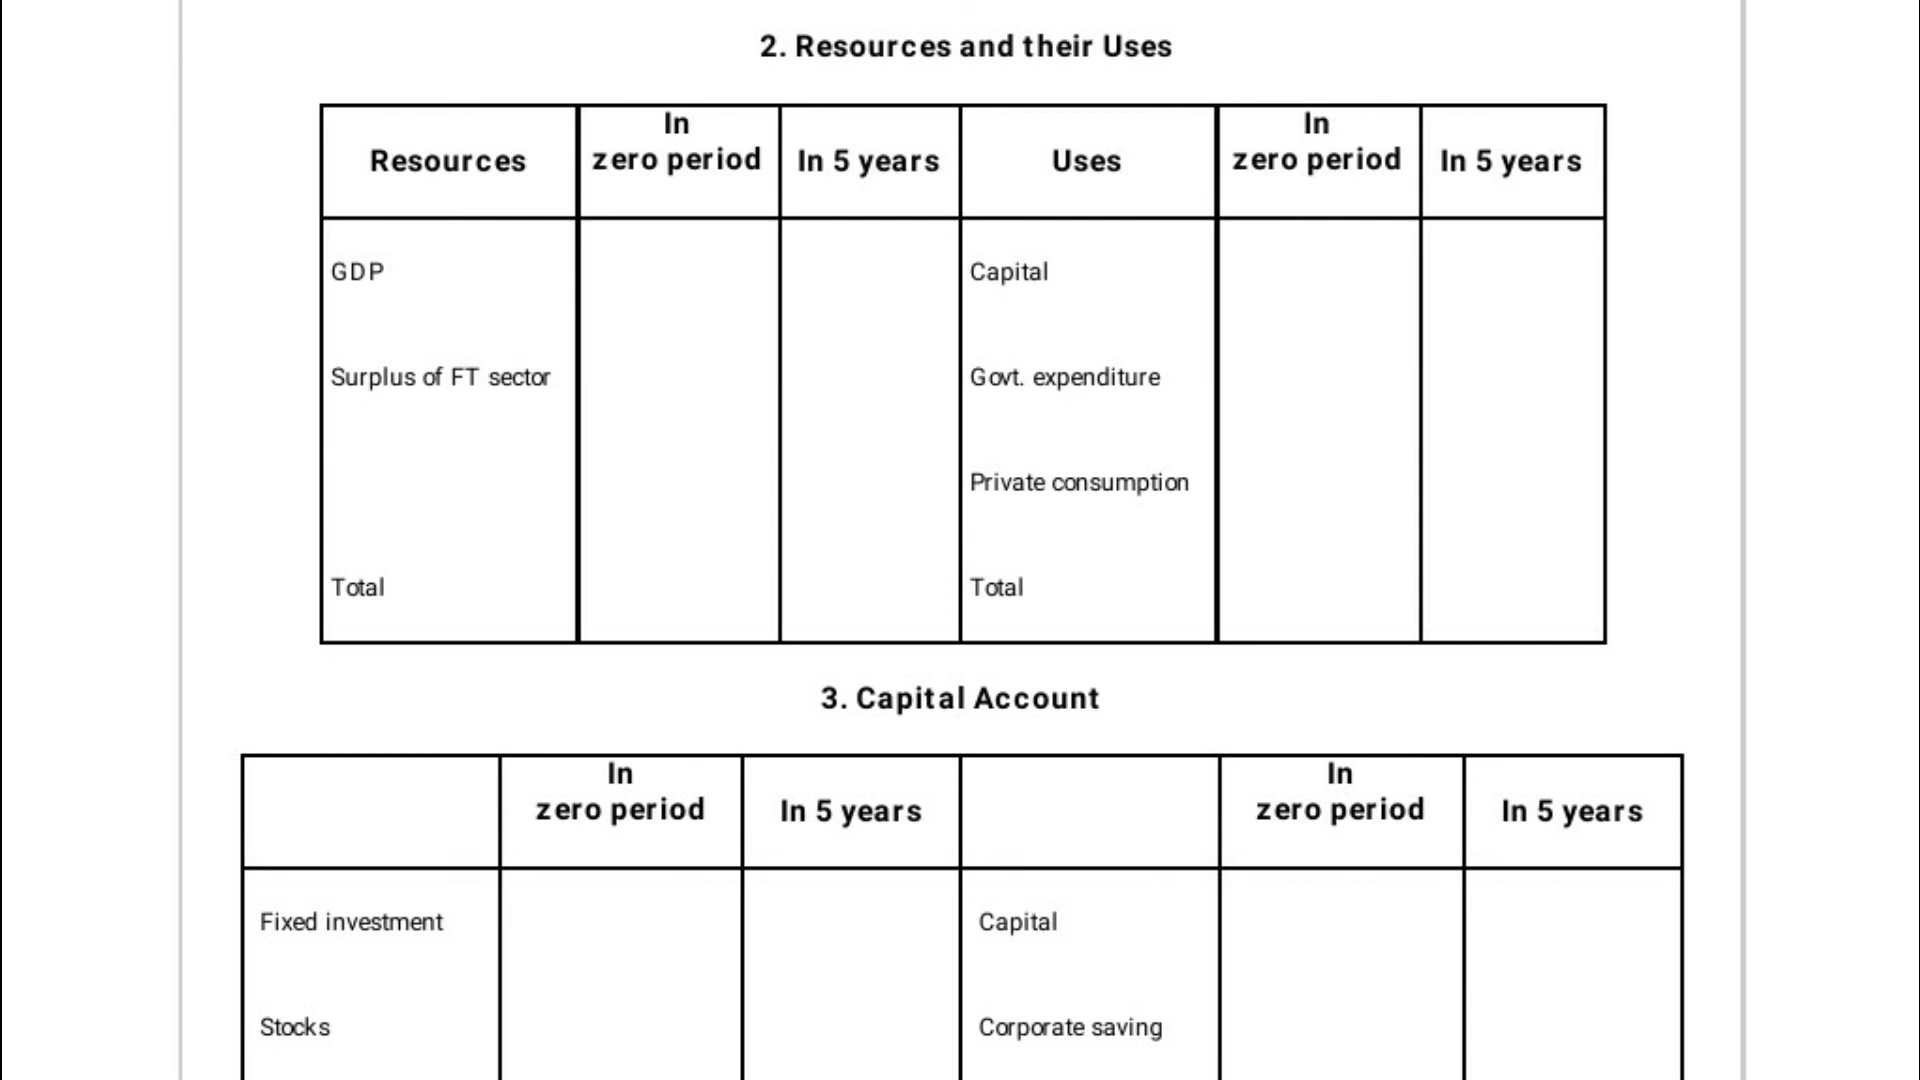 2. Resources and their Uses
Resources
In
zero period
In 5 years
Uses
In
zero period
In 5 years
GDP
Capital
Surplus of FT sector
Govt. expenditure
Private consumption
Total
Total
3. Capital Account
In
zero period
In 5 years
In
zero period
In 5 years
Fixed investment
Capital
Stocks
Corporate saving